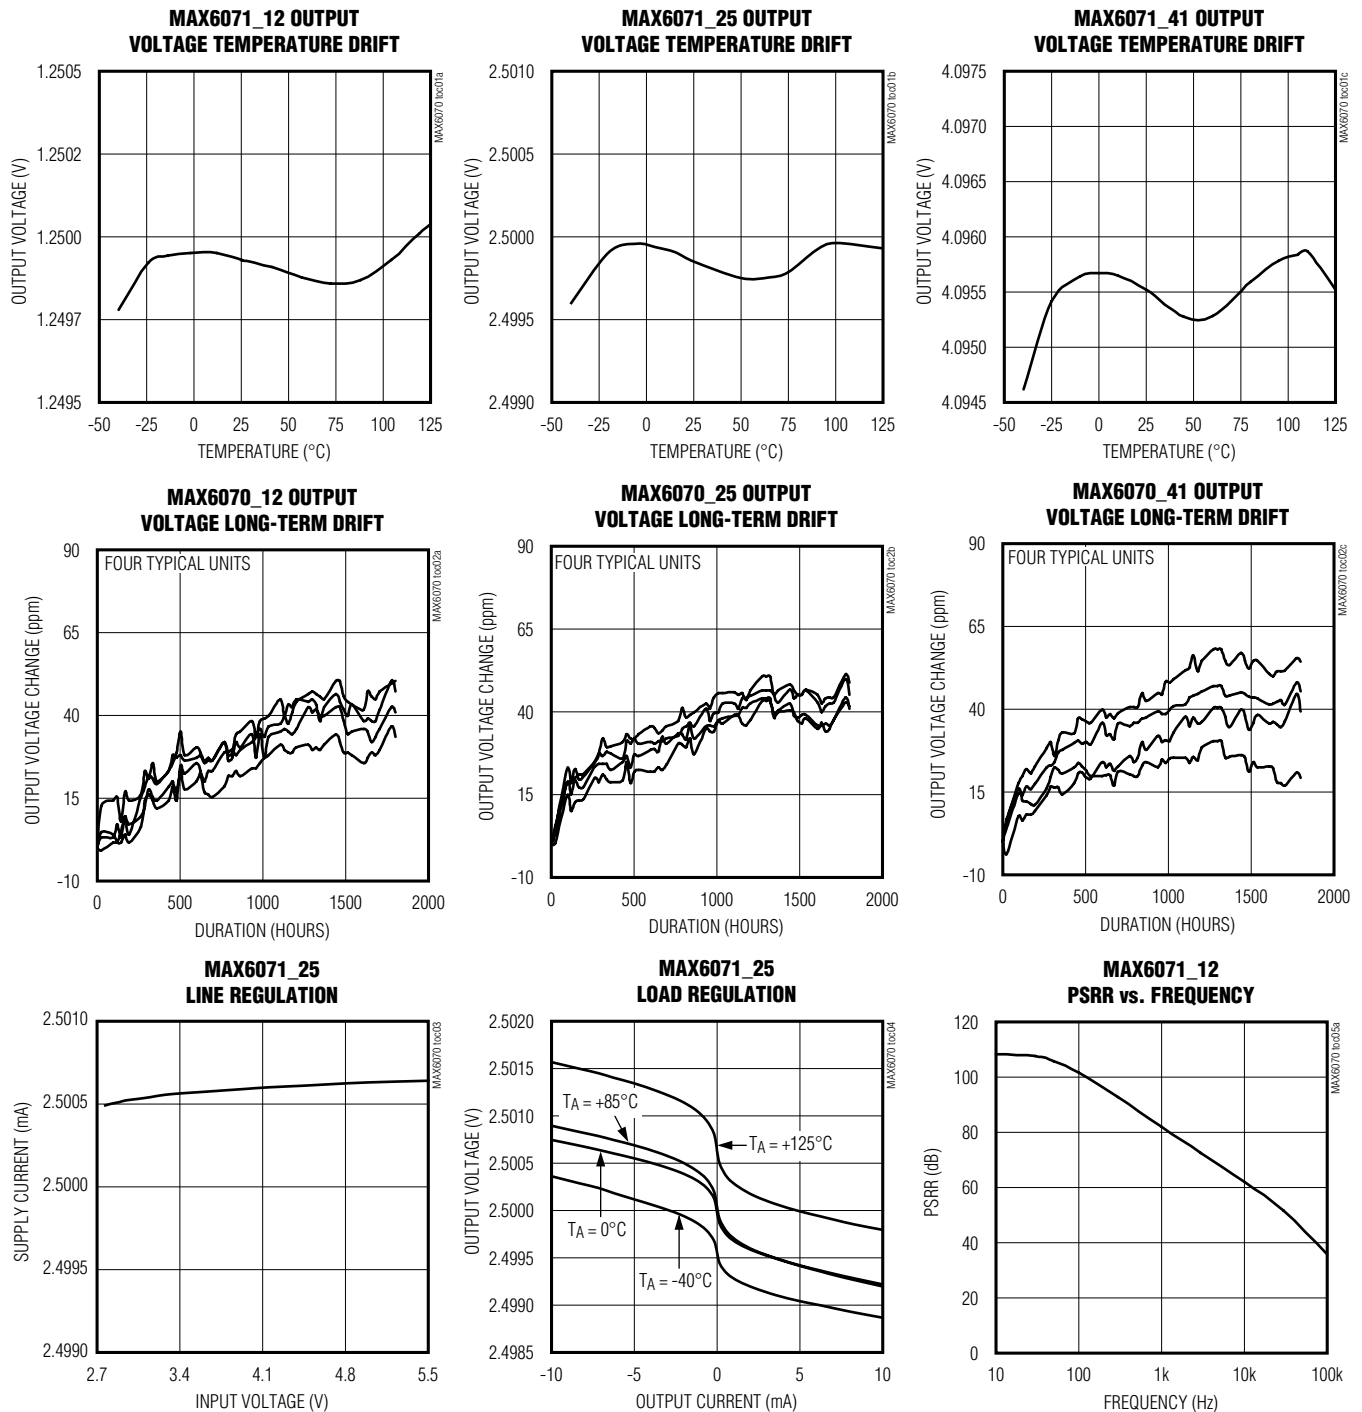 MAX6071_12 OUTPUT
VOLTAGE TEMPERATURE DRIFT
1.2505
1.2502
1.2500
1.2497
1.2495
OUTPUT VOLTAGE (V)
-50
-25
0
25
50
75
100
125
TEMPERATURE (°C)
MAX6070 toc01a
MAX6071_25 OUTPUT
VOLTAGE TEMPERATURE DRIFT
2.5010
2.5005
2.5000
2.4995
2.4990
OUTPUT VOLTAGE (V)
-50
-25
0
25
50
75
100
125
TEMPERATURE (°C)
MAX6070 toc01b
MAX6071_41 OUTPUT
VOLTAGE TEMPERATURE DRIFT
4.0975
4.0970
4.0965
4.0960
4.0955
4.0950
4.0945
OUTPUT VOLTAGE (V)
-50
-25
0
25
50
75
100
125
TEMPERATURE (°C)
MAX6070 toc01c
MAX6070_12 OUTPUT
VOLTAGE LONG-TERM DRIFT
FOUR TYPICAL UNITS
90
65
40
15
-10
OUTPUT VOLTAGE CHANGE (ppm)
0
500
1000
1500
2000
DURATION (HOURS)
MAX6070 toc02a
MAX6070_25 OUTPUT
VOLTAGE LONG-TERM DRIFT
FOUR TYPICAL UNITS
90
65
40
15
-10
OUTPUT VOLTAGE CHANGE (ppm)
0
500
1000
1500
2000
DURATION (HOURS)
MAX6070 toc2b
MAX6070_41 OUTPUT
VOLTAGE LONG-TERM DRIFT
FOUR TYPICAL UNITS
90
65
40
15
-10
OUTPUT VOLTAGE CHANGE (ppm)
0
500
1000
1500
2000
DURATION (HOURS)
MAX6070 toc02c
MAX6071_25
LINE REGULATION
2.5010
2.5005
2.5000
2.4995
2.4990
SUPPLY CURRENT (mA)
2.7
3.4
4.1
4.8
5.5
INPUT VOLTAGE (V)
MAX6070 toc03
MAX6071_25
LOAD REGULATION
2.5020
2.5015
2.5010
2.5005
2.5000
2.4995
2.4990
2.4985
OUTPUT VOLTAGE (V)
TA = +85°C
TA = +125°C
TA = 0°C
TA = -40°C
-10
-5
0
5
10
OUTPUT CURRENT (mA)
MAX6070 toc04
MAX6071_12
PSRR vs. FREQUENCY
120
100
80
60
40
20
0
PSRR (dB)
10
100
1k
10k
100k
FREQUENCY (Hz)
MAX6070 toc05a